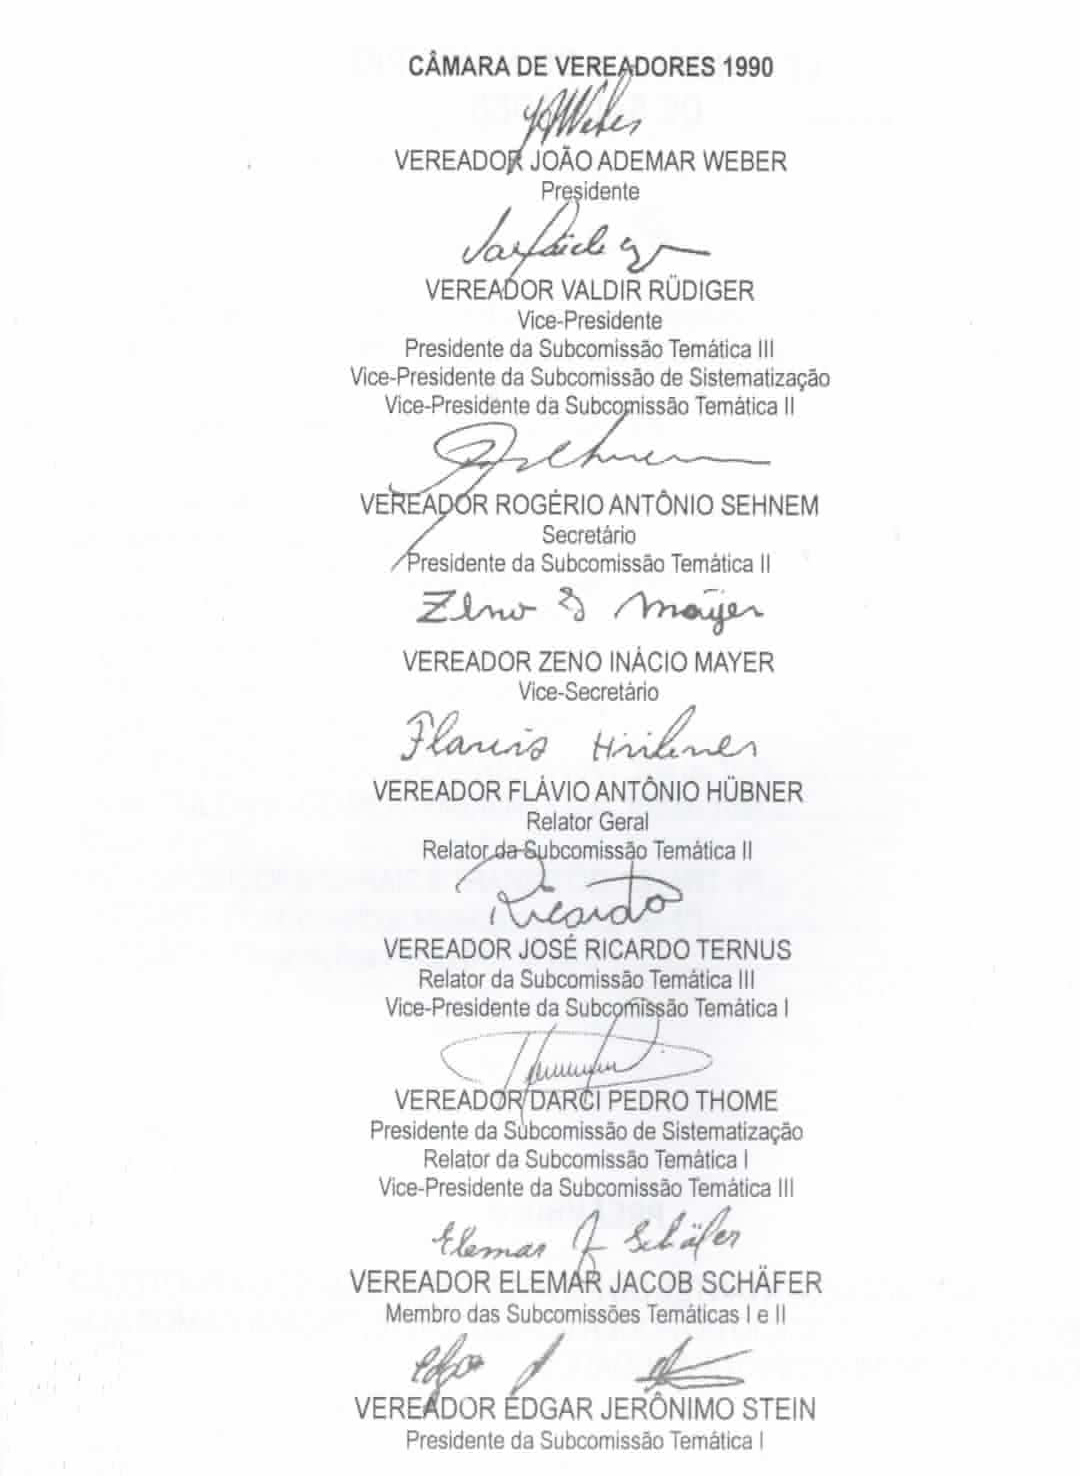 CÂMARA DE VEREADORES 1990
VEREADOR JOÃO ADEMAR WEBER
Presidente
VEREADOR VALDIR RÜDIGER
Vice-Presidente
Presidente da Subcomissão Temática III
Vice-Presidente da Subcomissão de Sistematização
Vice-Presidente da Subcomissão Temática II
VEREADOR ROGÉRIO ANTÔNIO SEHNEM
Secretário
Presidente da Subcomissão Temática II
Zeno J Mayer
VEREADOR ZENO INÁCIO MAYER
Vice-Secretário
VEREADOR FLÁVIO ANTÔNIO HÜBNER
Relator Geral
Relator da Subcomissão Temática II
Ricardo
VEREADOR JOSÉ RICARDO TERNUS
Relator da Subcomissão Temática III
Vice-Presidente da Subcomissão Temática I
VEREADOR DARCI PEDRO THOME
Presidente da Subcomissão de Sistematização
Relator da Subcomissão Temática I
Vice-Presidente da Subcomissão Temática III
Elemar J Schäfer
VEREADOR ELEMAR JACOB SCHÄFER
Membro das Subcomissões Temáticas I e II
VEREADOR EDGAR JERÔNIMO STEIN
Presidente da Subcomissão Temática I